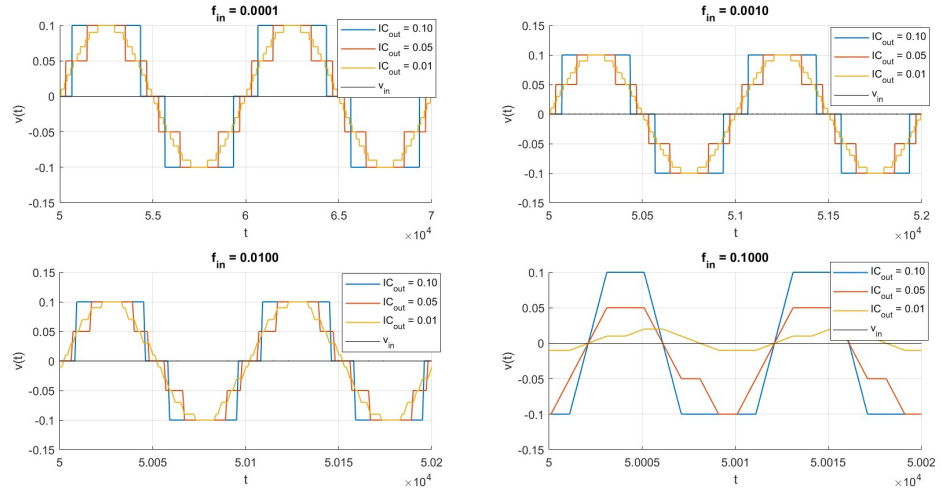 f_in = 0.0001
0.1
0.05
0
-0.05
-0.1
-0.15
v(t)
5
5.5
6
6.5
7
t
×10^4
IC_out = 0.10
IC_out = 0.05
IC_out = 0.01
v_in
f_in = 0.0010
0.15
0.1
0.05
0
-0.05
-0.1
-0.15
v(t)
5
5.05
5.1
5.15
5.2
t
×10^4
IC_out = 0.10
IC_out = 0.05
IC_out = 0.01
v_in
f_in = 0.0100
0.15
0.1
0.05
0
-0.05
-0.1
-0.15
v(t)
5
5.005
5.01
5.015
5.02
t
×10^4
IC_out = 0.10
IC_out = 0.05
IC_out = 0.01
v_in
f_in = 0.1000
0.1
0.05
0
-0.05
-0.1
-0.15
v(t)
5
5.0005
5.001
5.0015
5.002
t
×10^4
IC_out = 0.10
IC_out = 0.05
IC_out = 0.01
v_in